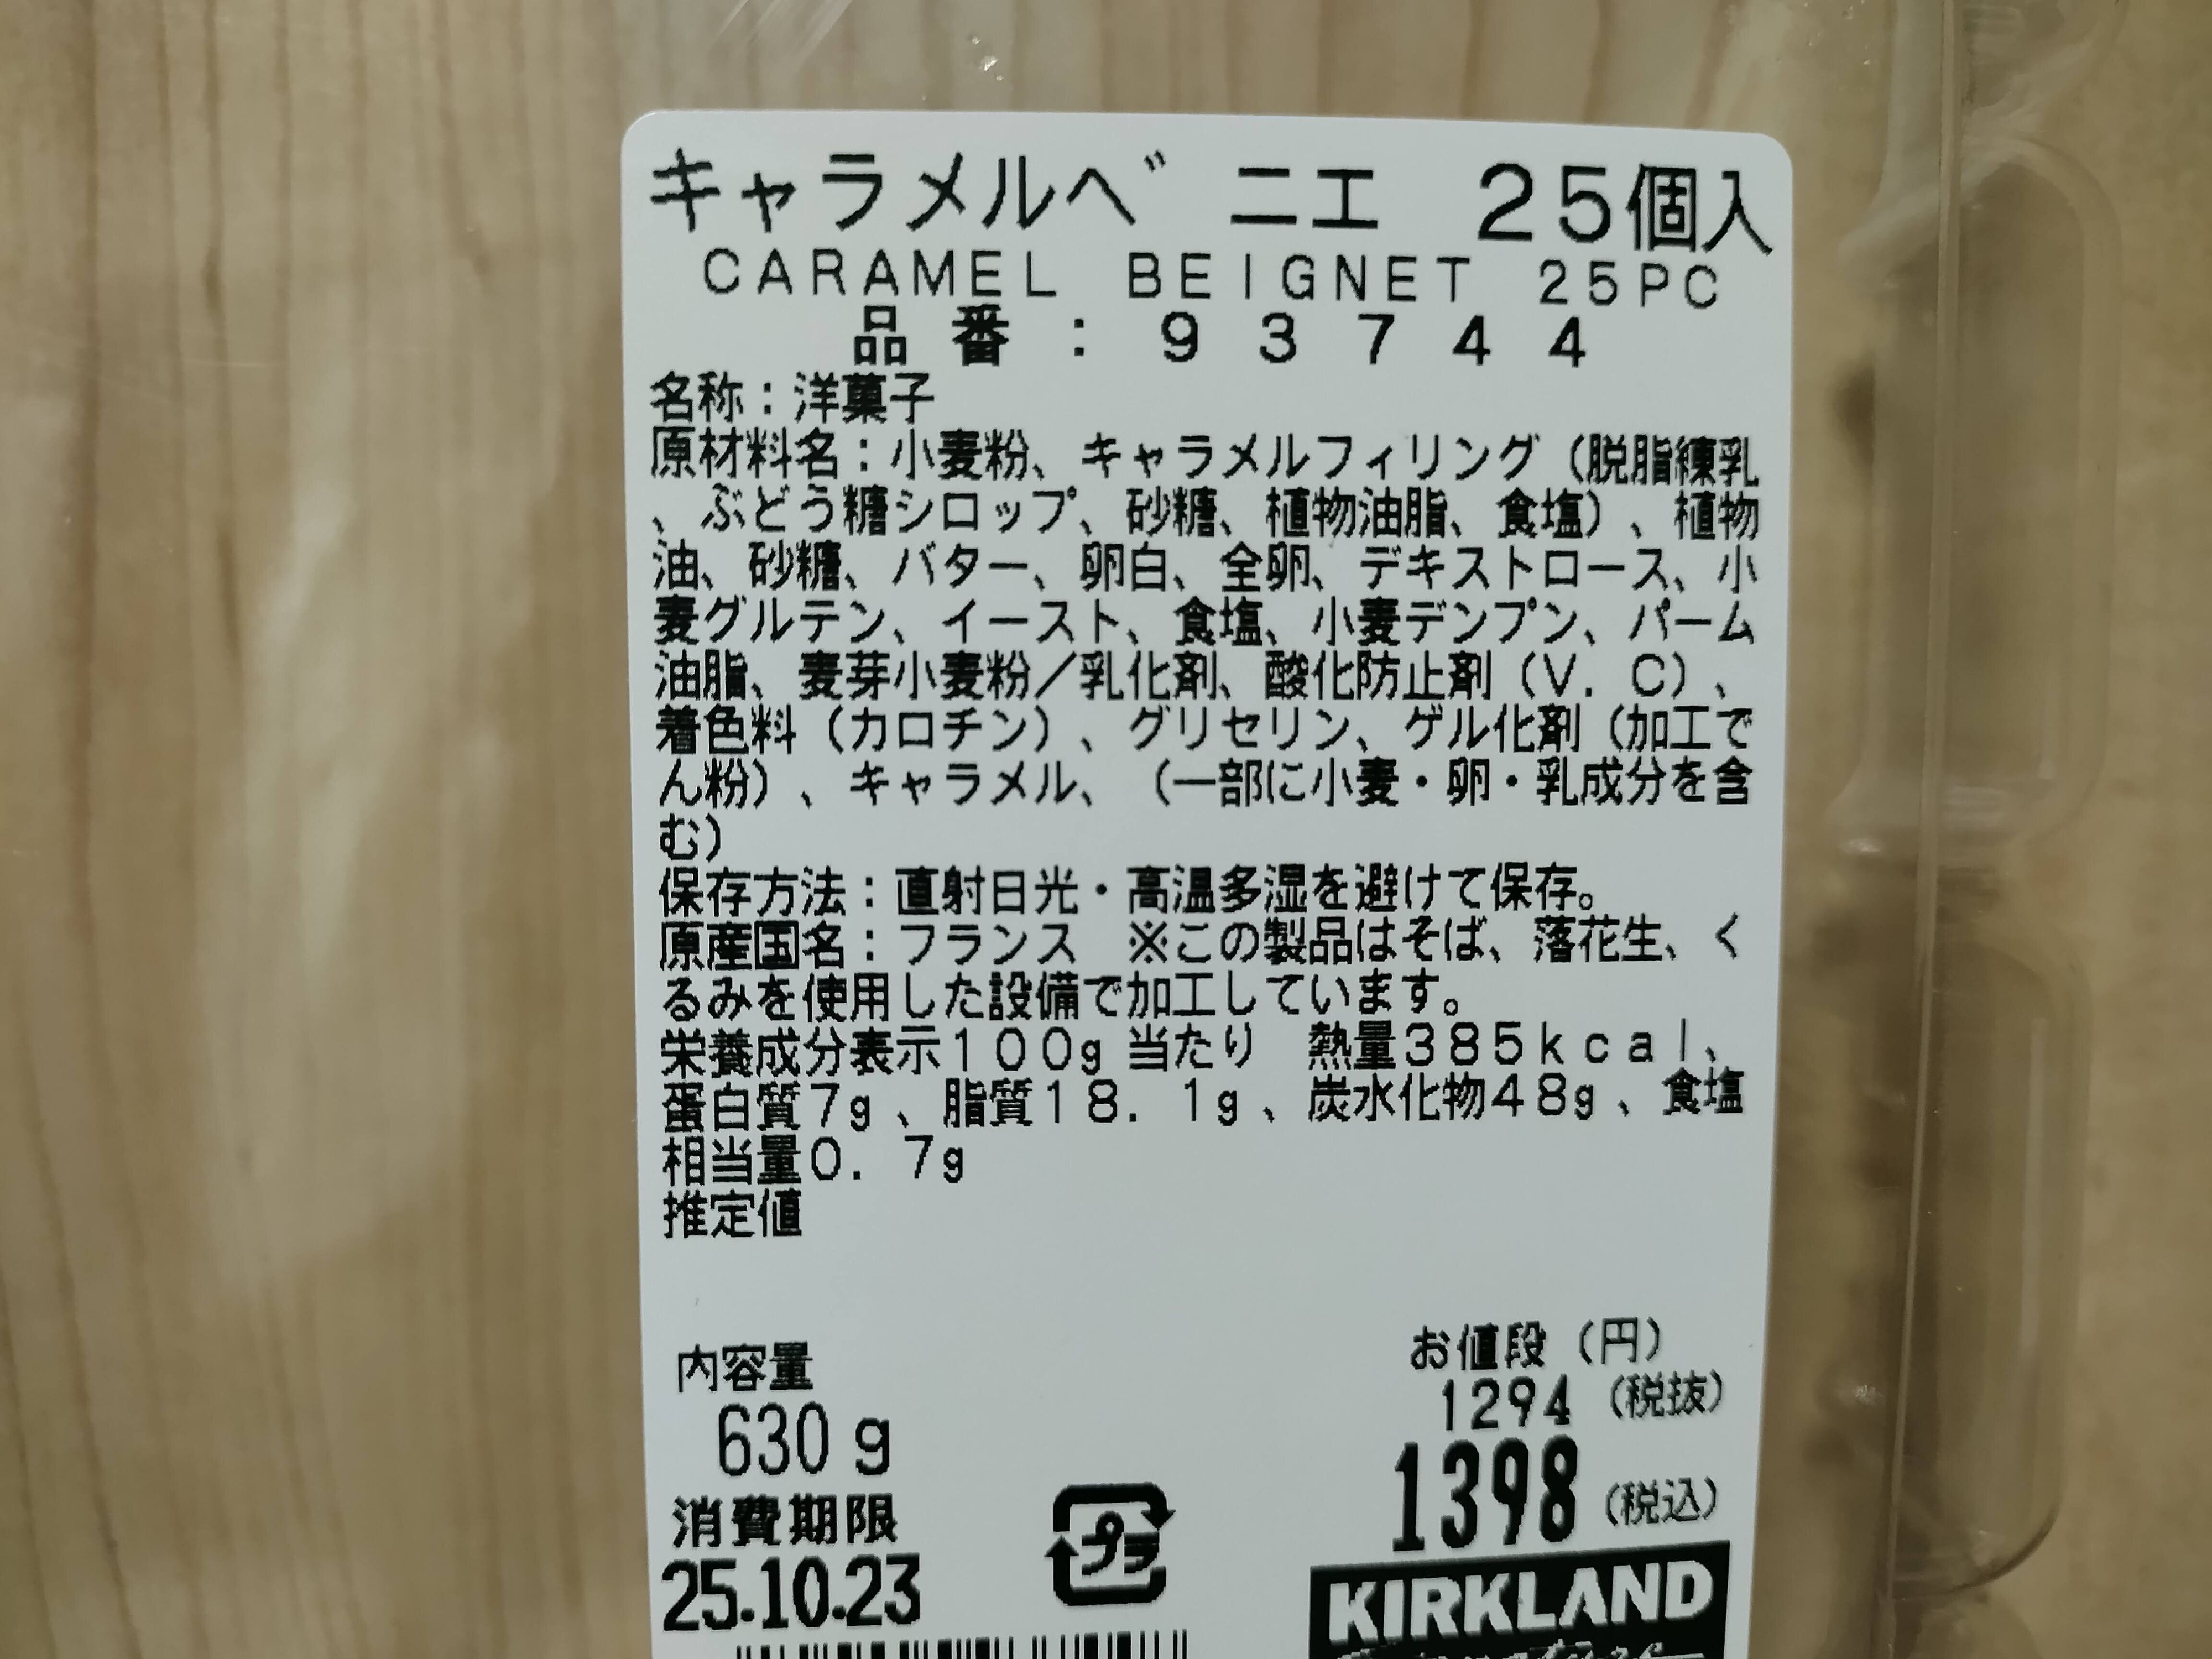 キャラメルベニエ 25個入
CARAMEL BEIGNET 25PC
品番:93744
名称:洋菓子
原材料名:小麦粉、キャラメルフィリング(脱脂練乳
、ぶどう糖シロップ、砂糖、植物油脂、食塩)、植物
油、砂糖、バター、卵白、全卵、デキストロース、小
麦グルテン、イースト、食塩、小麦デンプン、パーム
油脂、麦芽小麦粉/乳化剤、酸化防止剤(V.C)、
着色料(カロチン)、グリセリン、ゲル化剤(加工で
ん粉)、キャラメル、(一部に小麦・卵・乳成分を含
む)
保存方法:直射日光・高温多湿を避けて保存。
原産国名:フランス ※この製品はそば、落花生、く
るみを使用した設備で加工しています。
栄養成分表示100g当たり 熱量385kcal、
蛋白質7g、脂質18.1g、炭水化物48g、食塩
相当量0.7g
推定値
お値段(円)
内容量
1294(税抜)
630g
1398(税込)
消費期限
プラ
25.10.23
KIRKLAND